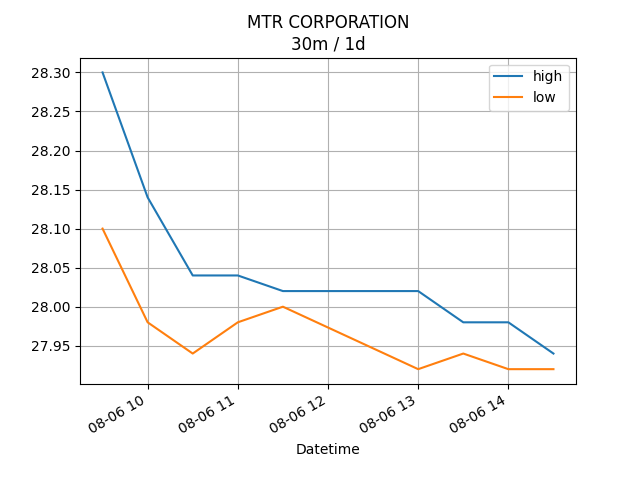 MTR CORPORATION
30m / 1d
high
low
28.30
28.25
28.20
28.15
28.10
28.05
28.00
27.95
08-06 10
08-06 11
08-06 12
08-06 13
08-06 14
Datetime